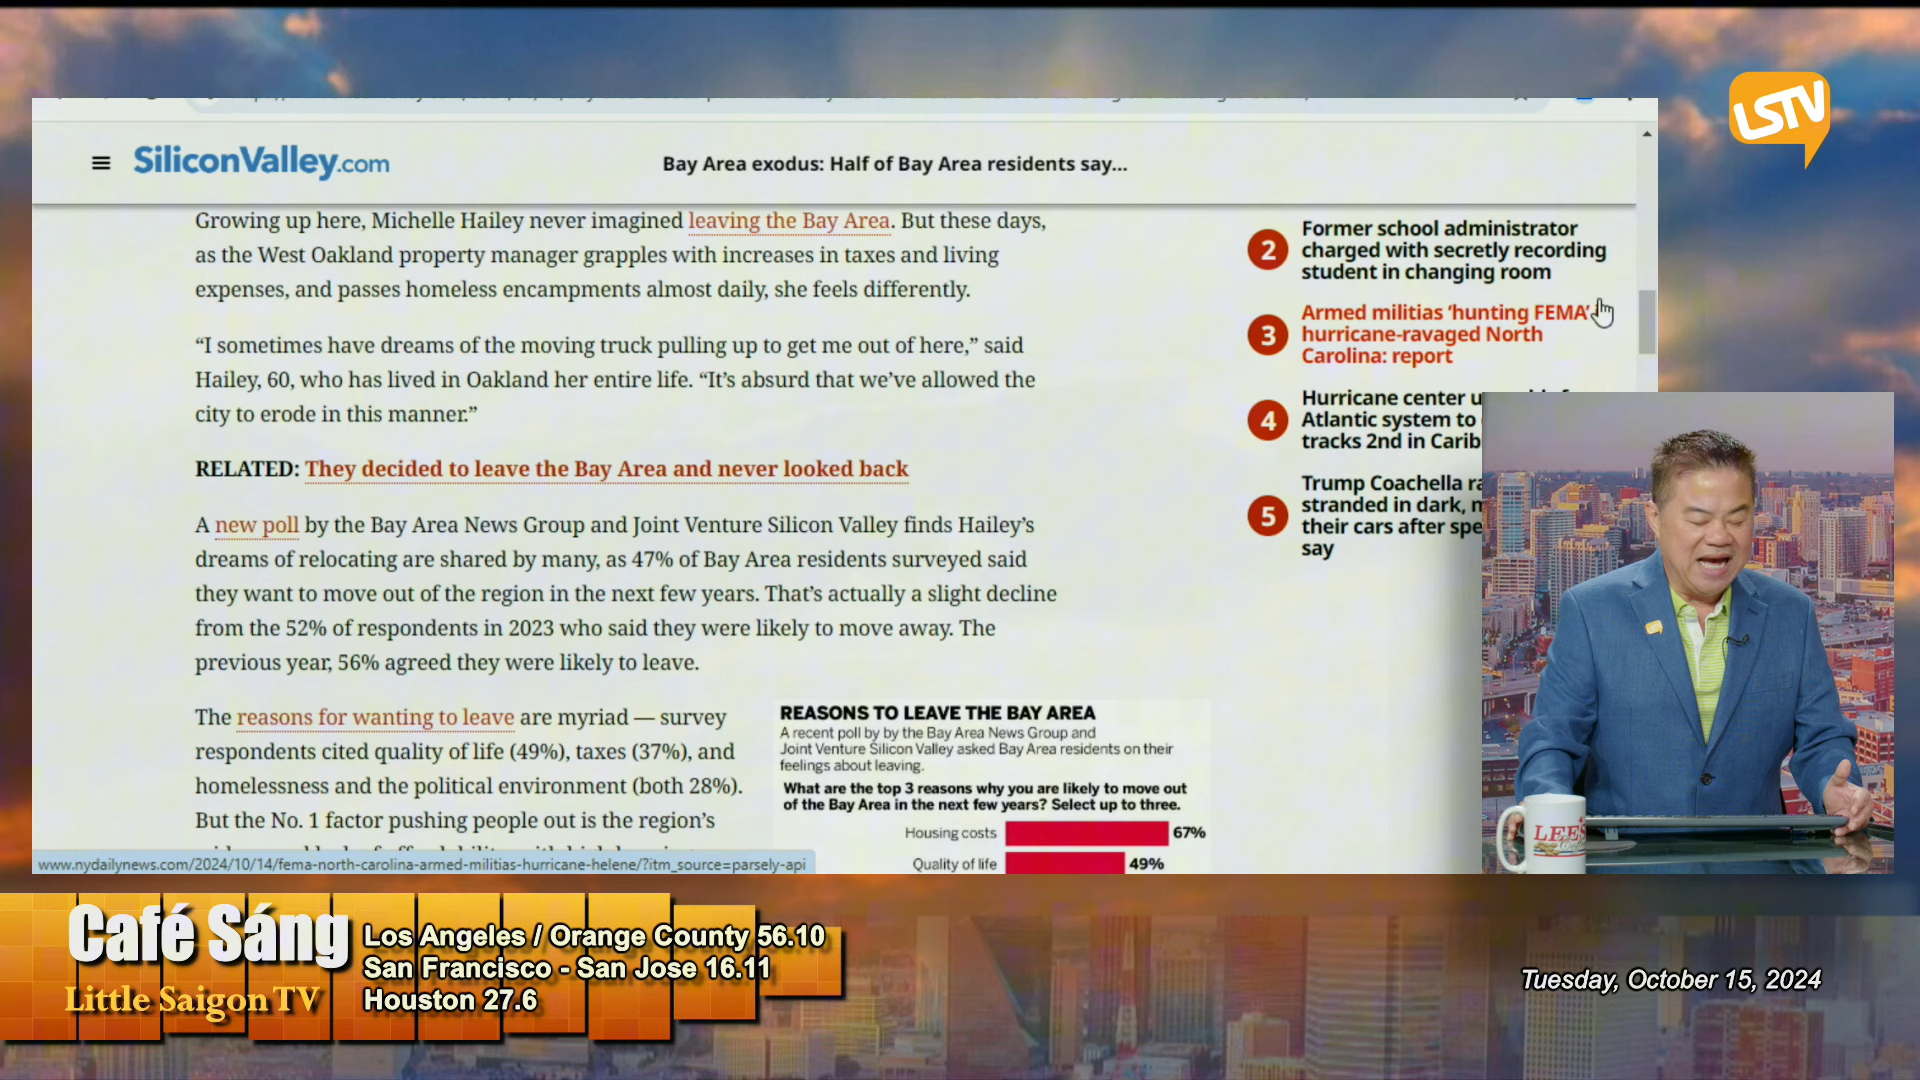 LSTV
SiliconValley.com
Bay Area exodus: Half of Bay Area residents say...
Growing up here, Michelle Hailey never imagined leaving the Bay Area. But these days,
as the West Oakland property manager grapples with increases in taxes and living
expenses, and passes homeless encampments almost daily, she feels differently.
“I sometimes have dreams of the moving truck pulling up to get me out of here,” said
Hailey, 60, who has lived in Oakland her entire life. “It’s absurd that we’ve allowed the
city to erode in this manner.”
RELATED: They decided to leave the Bay Area and never looked back
A new poll by the Bay Area News Group and Joint Venture Silicon Valley finds Hailey’s
dreams of relocating are shared by many, as 47% of Bay Area residents surveyed said
they want to move out of the region in the next few years. That’s actually a slight decline
from the 52% of respondents in 2023 who said they were likely to move away. The
previous year, 56% agreed they were likely to leave.
The reasons for wanting to leave are myriad — survey
respondents cited quality of life (49%), taxes (37%), and
homelessness and the political environment (both 28%).
But the No. 1 factor pushing people out is the region’s
REASONS TO LEAVE THE BAY AREA
A recent poll by by the Bay Area News Group and
Joint Venture Silicon Valley asked Bay Area residents on their
feelings about leaving.
What are the top 3 reasons why you are likely to move out
of the Bay Area in the next few years? Select up to three.
Housing costs 67%
Quality of life 49%
2
Former school administrator
charged with secretly recording
student in changing room
3
Armed militias ‘hunting FEMA’
hurricane-ravaged North
Carolina: report
4
Hurricane center
Atlantic system to
tracks 2nd in
5
Trump Coachella
stranded in dark,
their cars after
say
www.nydailynews.com/2024/10/14/fema-north-carolina-armed-militias-hurricane-helene/?itm_source=parsely-api
LEE'S
Café Sáng
Little Saigon TV
Los Angeles / Orange County 56.10
San Francisco - San Jose 16.11
Houston 27.6
Tuesday, October 15, 2024